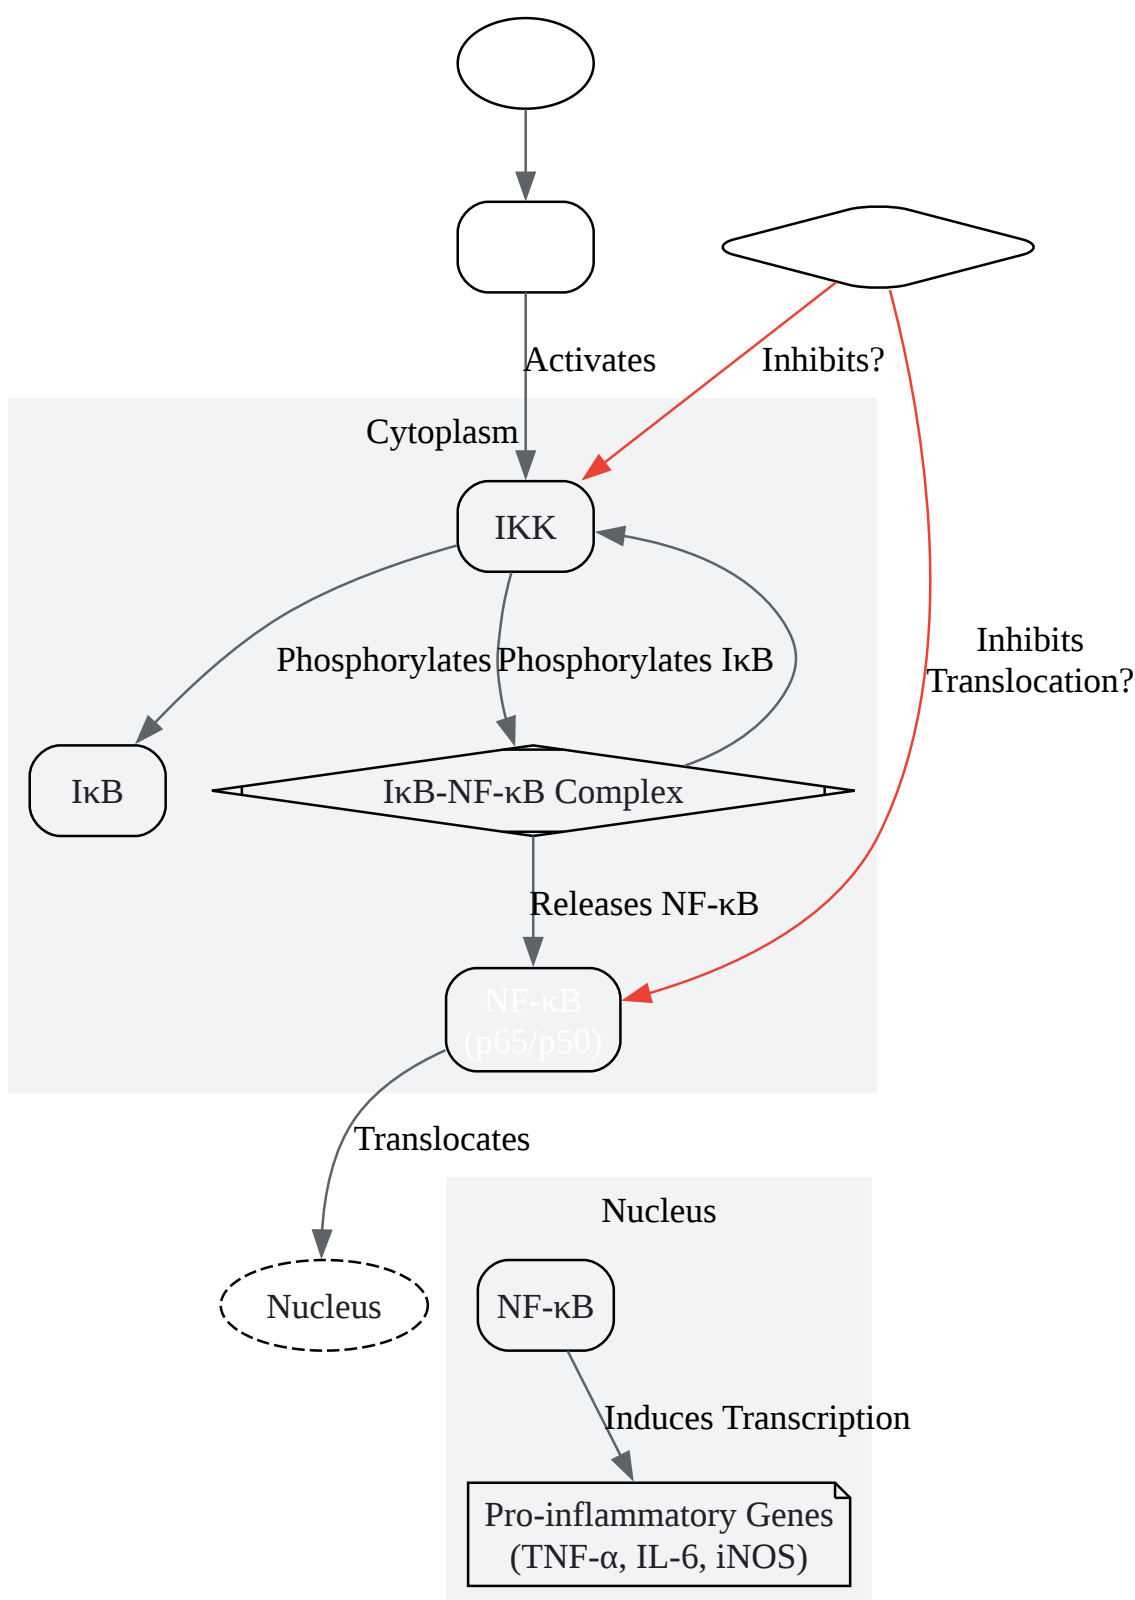 Activates
Inhibits?
Cytoplasm
IKK
Phosphorylates
Phosphorylates IκB
Inhibits
Translocation?
IκB
IκB-NF-κB Complex
Releases NF-κB
NF-κB
(p65/p50)
Translocates
Nucleus
Nucleus
NF-κB
Induces Transcription
Pro-inflammatory Genes
(TNF-α, IL-6, iNOS)